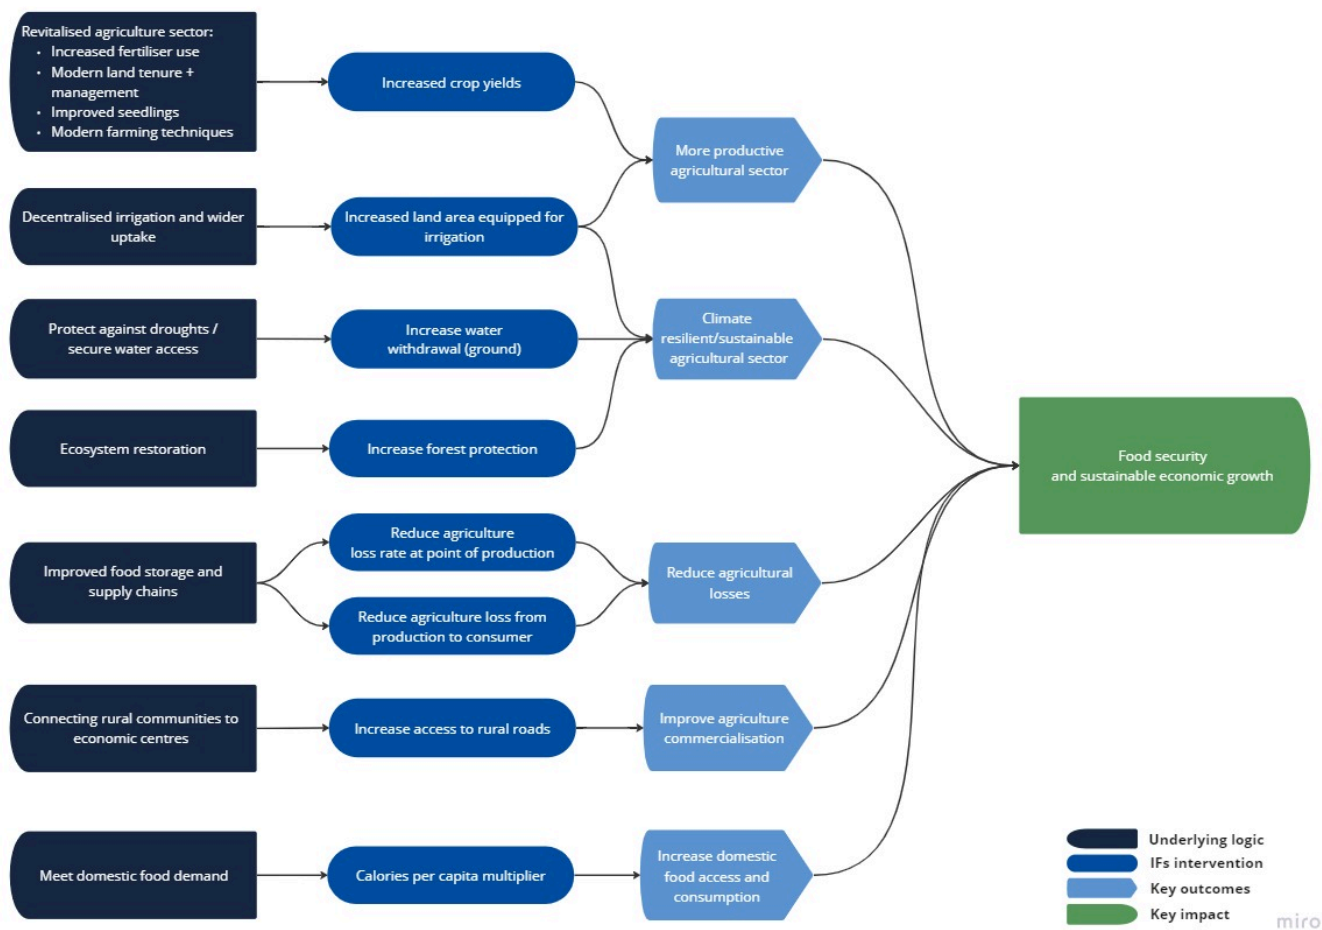 Revitalised agriculture sector:
• Increased fertiliser use
• Modern land tenure +
management
• Improved seedlings
• Modern farming techniques
Increased crop yields
More productive
agricultural sector
Decentralised irrigation and wider
uptake
Increased land area equipped for
irrigation
Protect against droughts /
secure water access
Increase water
withdrawal (ground)
Climate
resilient/sustainable
agricultural sector
Ecosystem restoration
Increase forest protection
Food security
and sustainable economic growth
Improved food storage and
supply chains
Reduce agriculture
loss rate at point of production
Reduce agriculture loss from
production to consumer
Reduce agricultural
losses
Connecting rural communities to
economic centres
Increase access to rural roads
Improve agriculture
commercialisation
Meet domestic food demand
Calories per capita multiplier
Increase domestic
food access and
consumption
Underlying logic
IFs intervention
Key outcomes
Key impact
miro